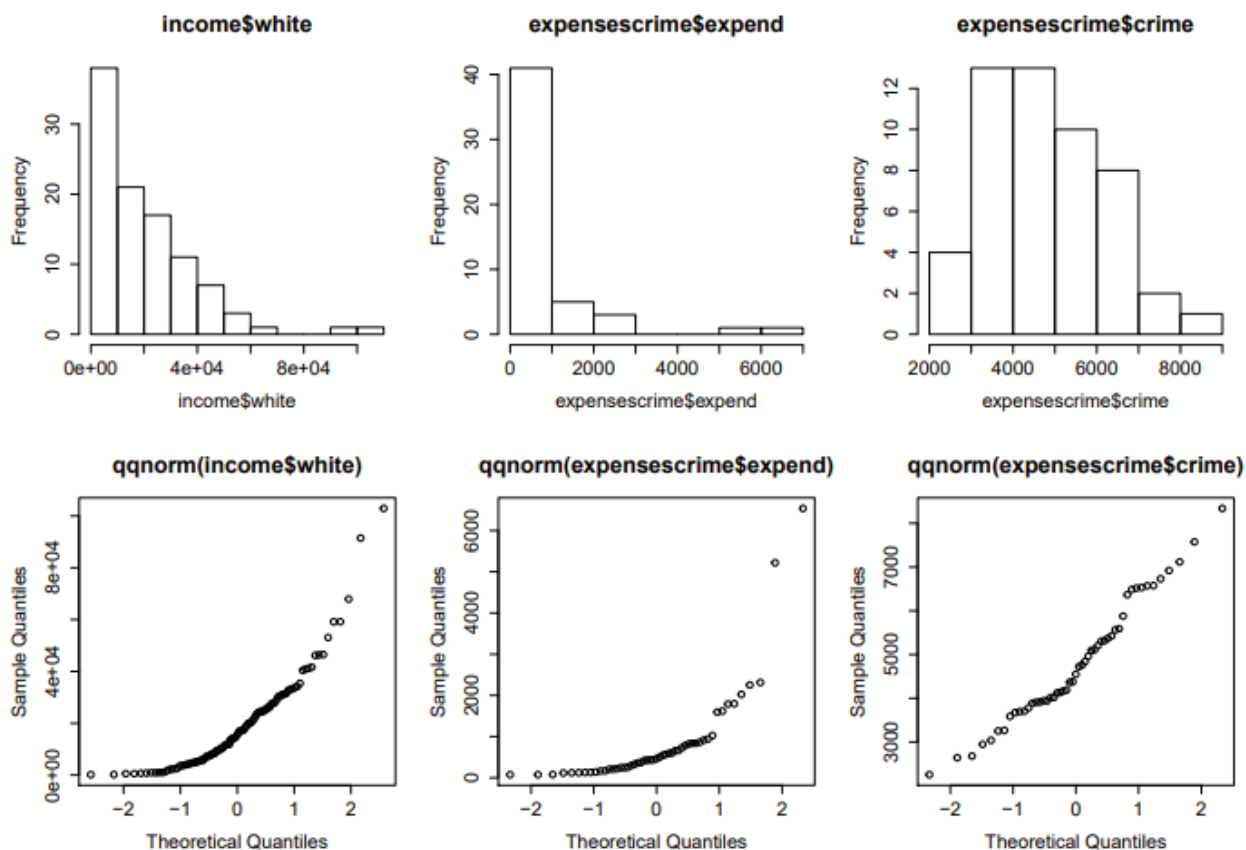 income$white
expensescrime$expend
expensescrime$crime
Frequency
0 10 20 30
0e+00 4e+04 8e+04
income$white
Frequency
0 10 20 30 40
0 2000 4000 6000
expensescrime$expend
Frequency
0 2 4 6 8 10 12
2000 4000 6000 8000
expensescrime$crime
qqnorm(income$white)
qqnorm(expensescrime$expend)
qqnorm(expensescrime$crime)
Sample Quantiles
0e+00 4e+04 8e+04
−2 −1 0 1 2
Theoretical Quantiles
Sample Quantiles
0 2000 4000 6000
−2 −1 0 1 2
Theoretical Quantiles
Sample Quantiles
3000 5000 7000
−2 −1 0 1 2
Theoretical Quantiles